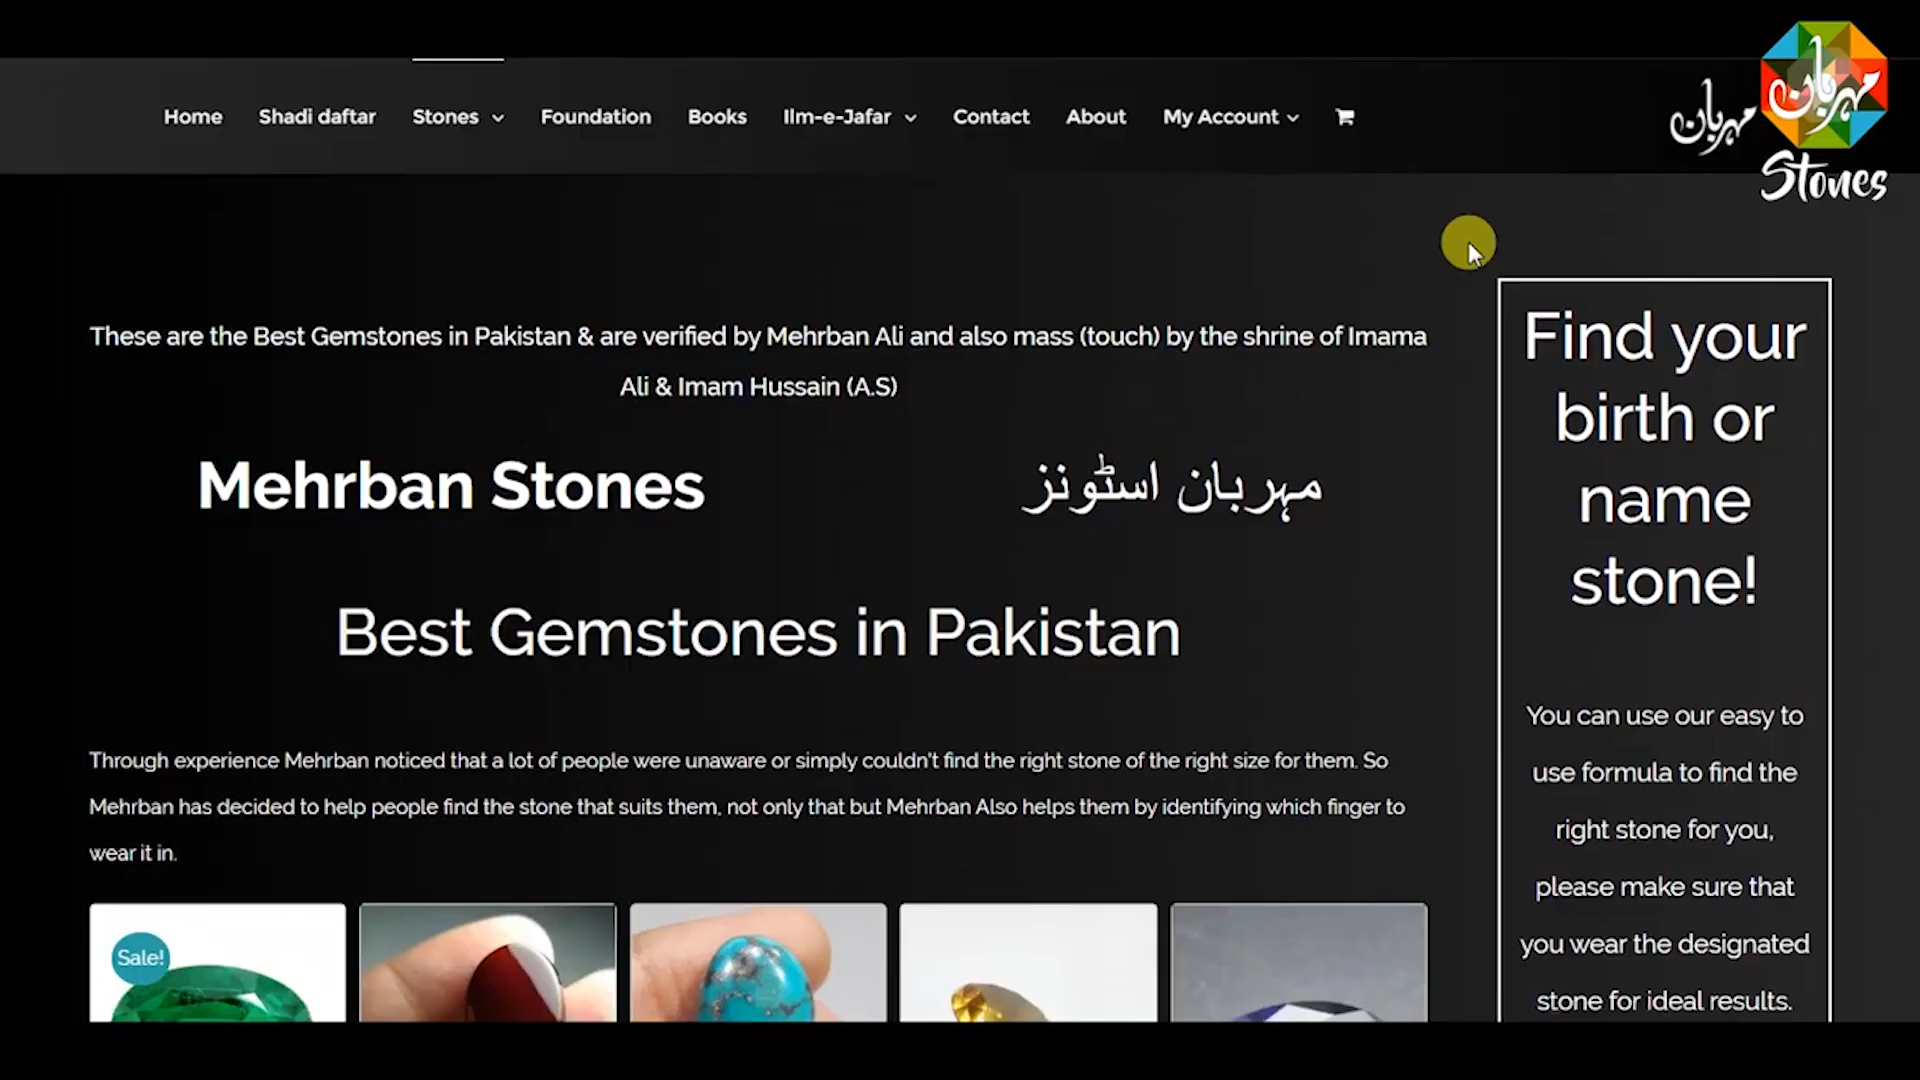 Home Shadi daftar Stones Foundation Books Ilm-e-Jafar Contact About My Account
مہربان
مہربان
Stones
These are the Best Gemstones in Pakistan & are verified by Mehrban Ali and also mass (touch) by the shrine of Imama
Ali & Imam Hussain (A.S)
Mehrban Stones
مہربان اسٹونز
Best Gemstones in Pakistan
Through experience Mehrban noticed that a lot of people were unaware or simply couldn't find the right stone of the right size for them. So
Mehrban has decided to help people find the stone that suits them, not only that but Mehrban Also helps them by identifying which finger to
wear it in.
Sale!
Find your
birth or
name
stone!
You can use our easy to
use formula to find the
right stone for you,
please make sure that
you wear the designated
stone for ideal results.